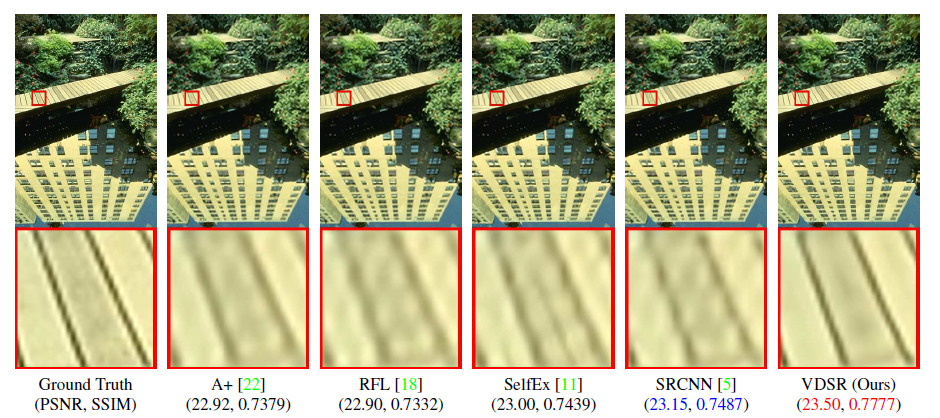 Ground Truth
(PSNR, SSIM)
A+ [22]
(22.92, 0.7379)
RFL [18]
(22.90, 0.7332)
SelfEx [11]
(23.00, 0.7439)
SRCNN [5]
(23.15, 0.7487)
VDSR (Ours)
(23.50, 0.7777)